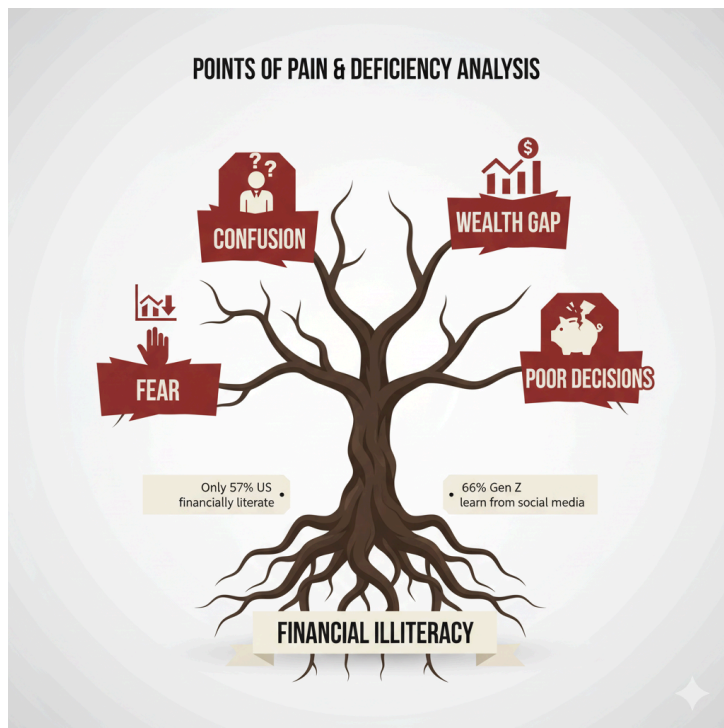 POINTS OF PAIN & DEFICIENCY ANALYSIS
? ?
CONFUSION
$
WEALTH GAP
FEAR
POOR DECISIONS
Only 57% US
financially literate
66% Gen Z
learn from social media
FINANCIAL ILLITERACY